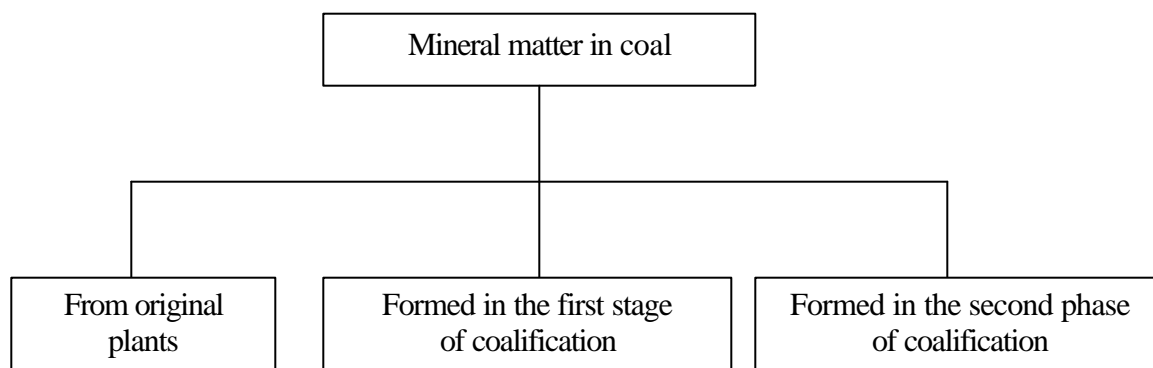 Mineral matter in coal
From original
plants
Formed in the first stage
of coalification
Formed in the second phase
of coalification